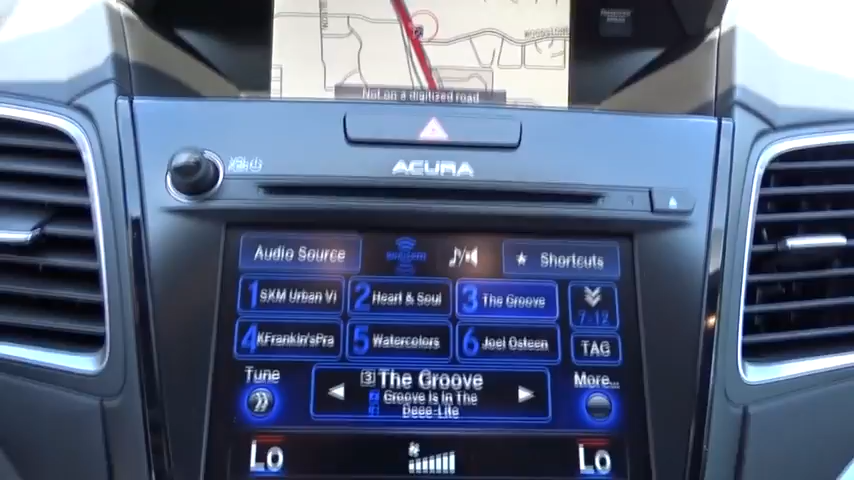 Not on a digitized road
ACURA
Audio Source
Shortcuts
1 SXM Urban Vi
2 Heart & Soul
3 The Groove
7-12
4 KFranklin'sPra
5 Watercolors
6 Joel Osteen
TAG
Tune
3 The Groove
More...
Groove Is In The
Deee-Lite
Lo
Lo